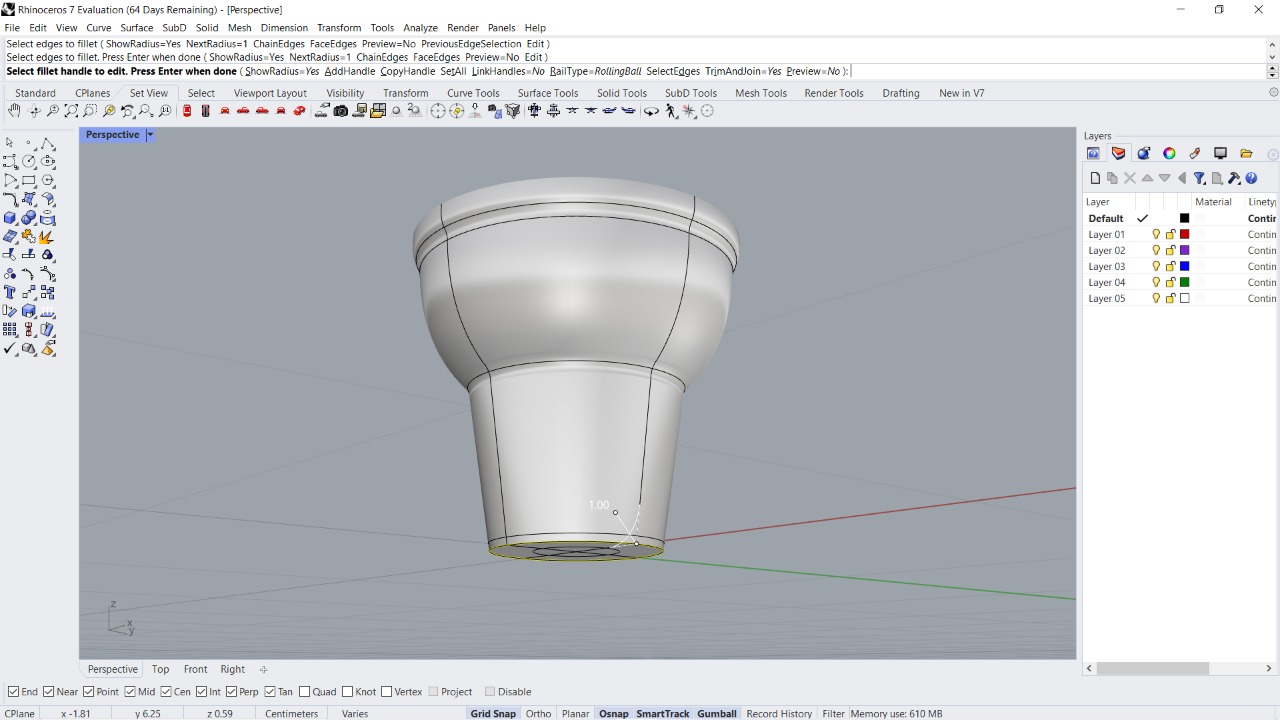 Rhinoceros 7 Evaluation (64 Days Remaining) - [Perspective]
File Edit View Curve Surface SubD Solid Mesh Dimension Transform Tools Analyze Render Panels Help
Select edges to fillet ( ShowRadius=Yes NextRadius=1 ChainEdges FaceEdges Preview=No PreviousEdgeSelection Edit )
Select edges to fillet. Press Enter when done ( ShowRadius=Yes NextRadius=1 ChainEdges FaceEdges Preview=No Edit )
Select fillet handle to edit. Press Enter when done ( ShowRadius=Yes AddHandle CopyHandle SetAll LinkHandles=No RailType=RollingBall SelectEdges TrimAndJoin=Yes Preview=No ):
Standard CPlanes Set View Select Viewport Layout Visibility Transform Curve Tools Surface Tools Solid Tools SubD Tools Mesh Tools Render Tools Drafting New in V7
Perspective
Layers
Layer Material Linety
Default Contin
Layer 01 Contin
Layer 02 Contin
Layer 03 Contin
Layer 04 Contin
Layer 05 Contin
1.00
z
x
y
Perspective Top Front Right
End Near Point Mid Cen Int Perp Tan Quad Knot Vertex Project Disable
CPlane x -1.81 y 6.25 z 0.59 Centimeters Varies Grid Snap Ortho Planar Osnap SmartTrack Gumball Record History Filter Memory use: 610 MB